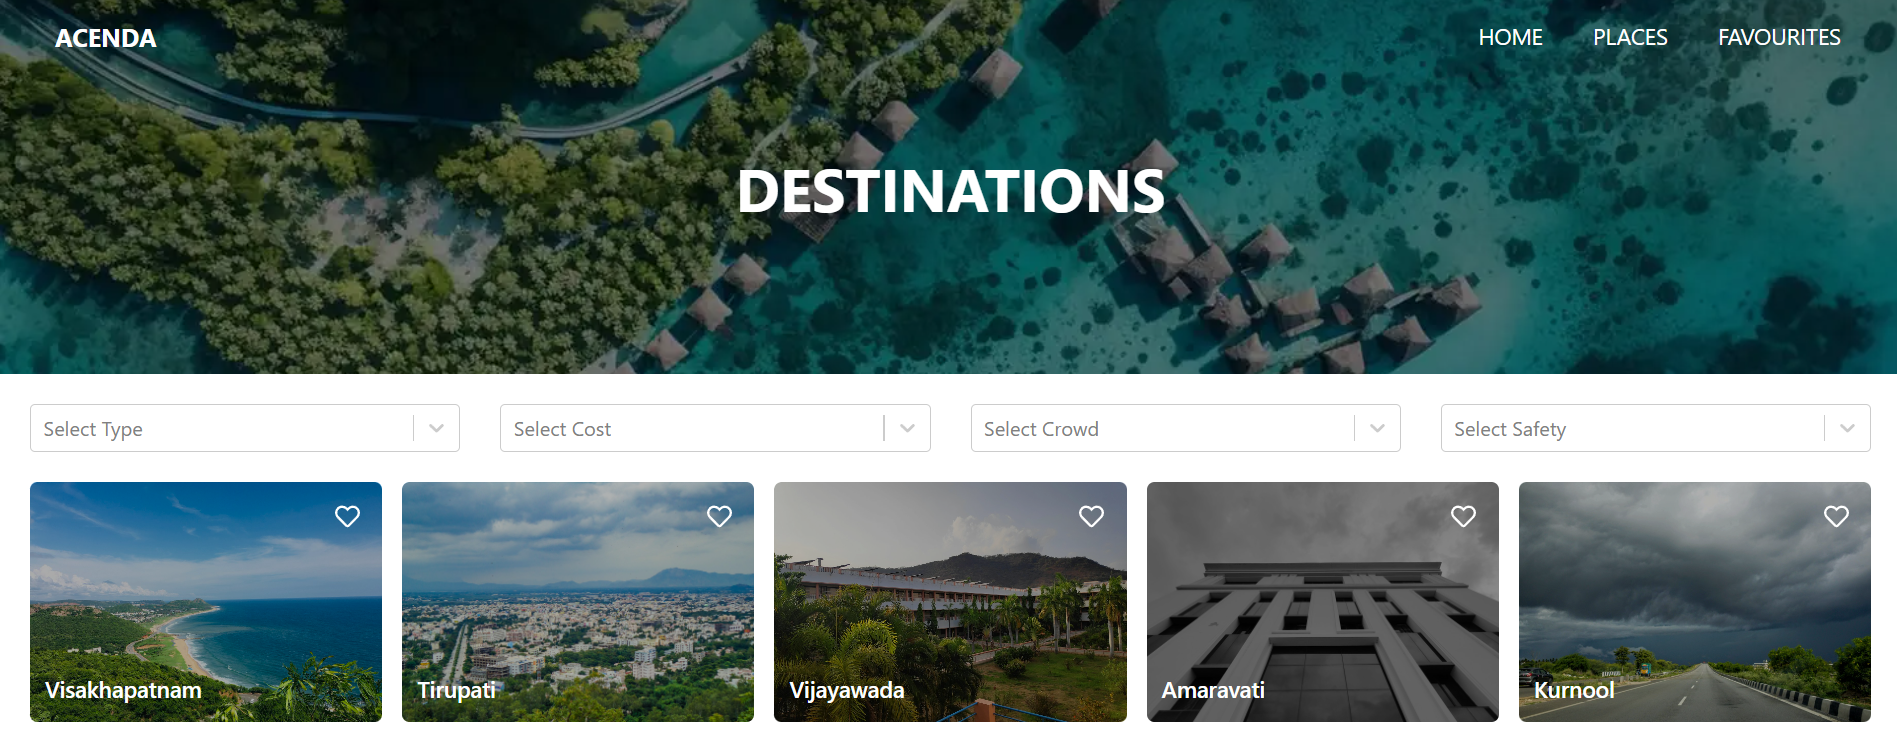 ACENDA
HOME PLACES FAVOURITES
DESTINATIONS
Select Type
Select Cost
Select Crowd
Select Safety
Visakhapatnam
Tirupati
Vijayawada
Amaravati
Kurnool